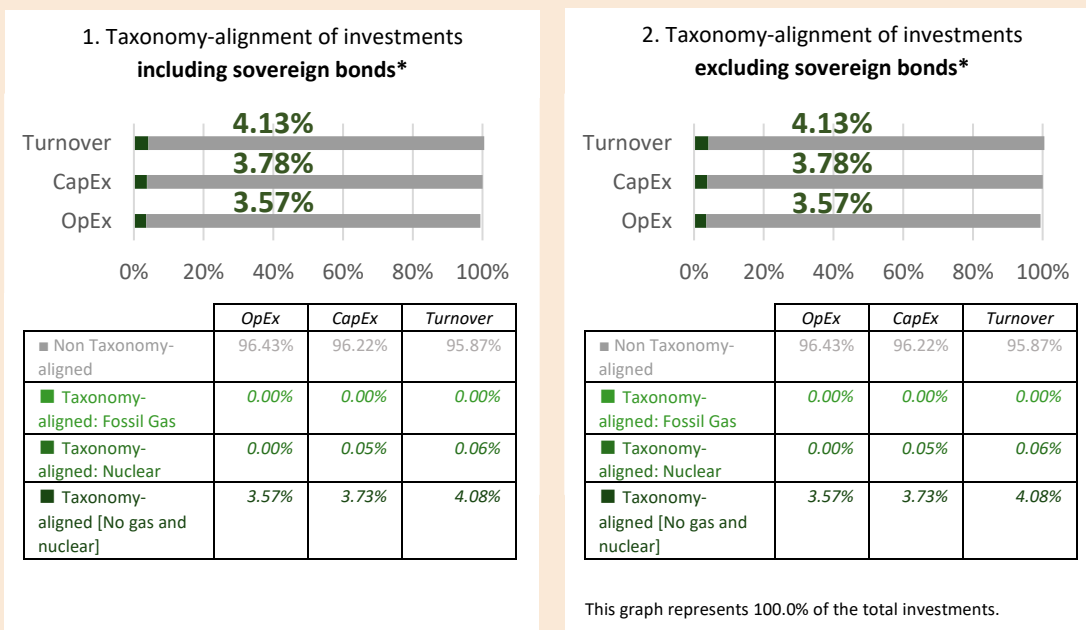 1. Taxonomy-alignment of investments
including sovereign bonds*
4.13%
Turnover
3.78%
CapEx
3.57%
OpEx
0% 20% 40% 60% 80% 100%
OpEx CapEx Turnover
Non Taxonomy- 96.43% 96.22% 95.87%
aligned
Taxonomy- 0.00% 0.00% 0.00%
aligned: Fossil Gas
Taxonomy- 0.00% 0.05% 0.06%
aligned: Nuclear
Taxonomy- 3.57% 3.73% 4.08%
aligned [No gas and
nuclear]
2. Taxonomy-alignment of investments
excluding sovereign bonds*
4.13%
Turnover
3.78%
CapEx
3.57%
OpEx
0% 20% 40% 60% 80% 100%
OpEx CapEx Turnover
Non Taxonomy- 96.43% 96.22% 95.87%
aligned
Taxonomy- 0.00% 0.00% 0.00%
aligned: Fossil Gas
Taxonomy- 0.00% 0.05% 0.06%
aligned: Nuclear
Taxonomy- 3.57% 3.73% 4.08%
aligned [No gas and
nuclear]
This graph represents 100.0% of the total investments.